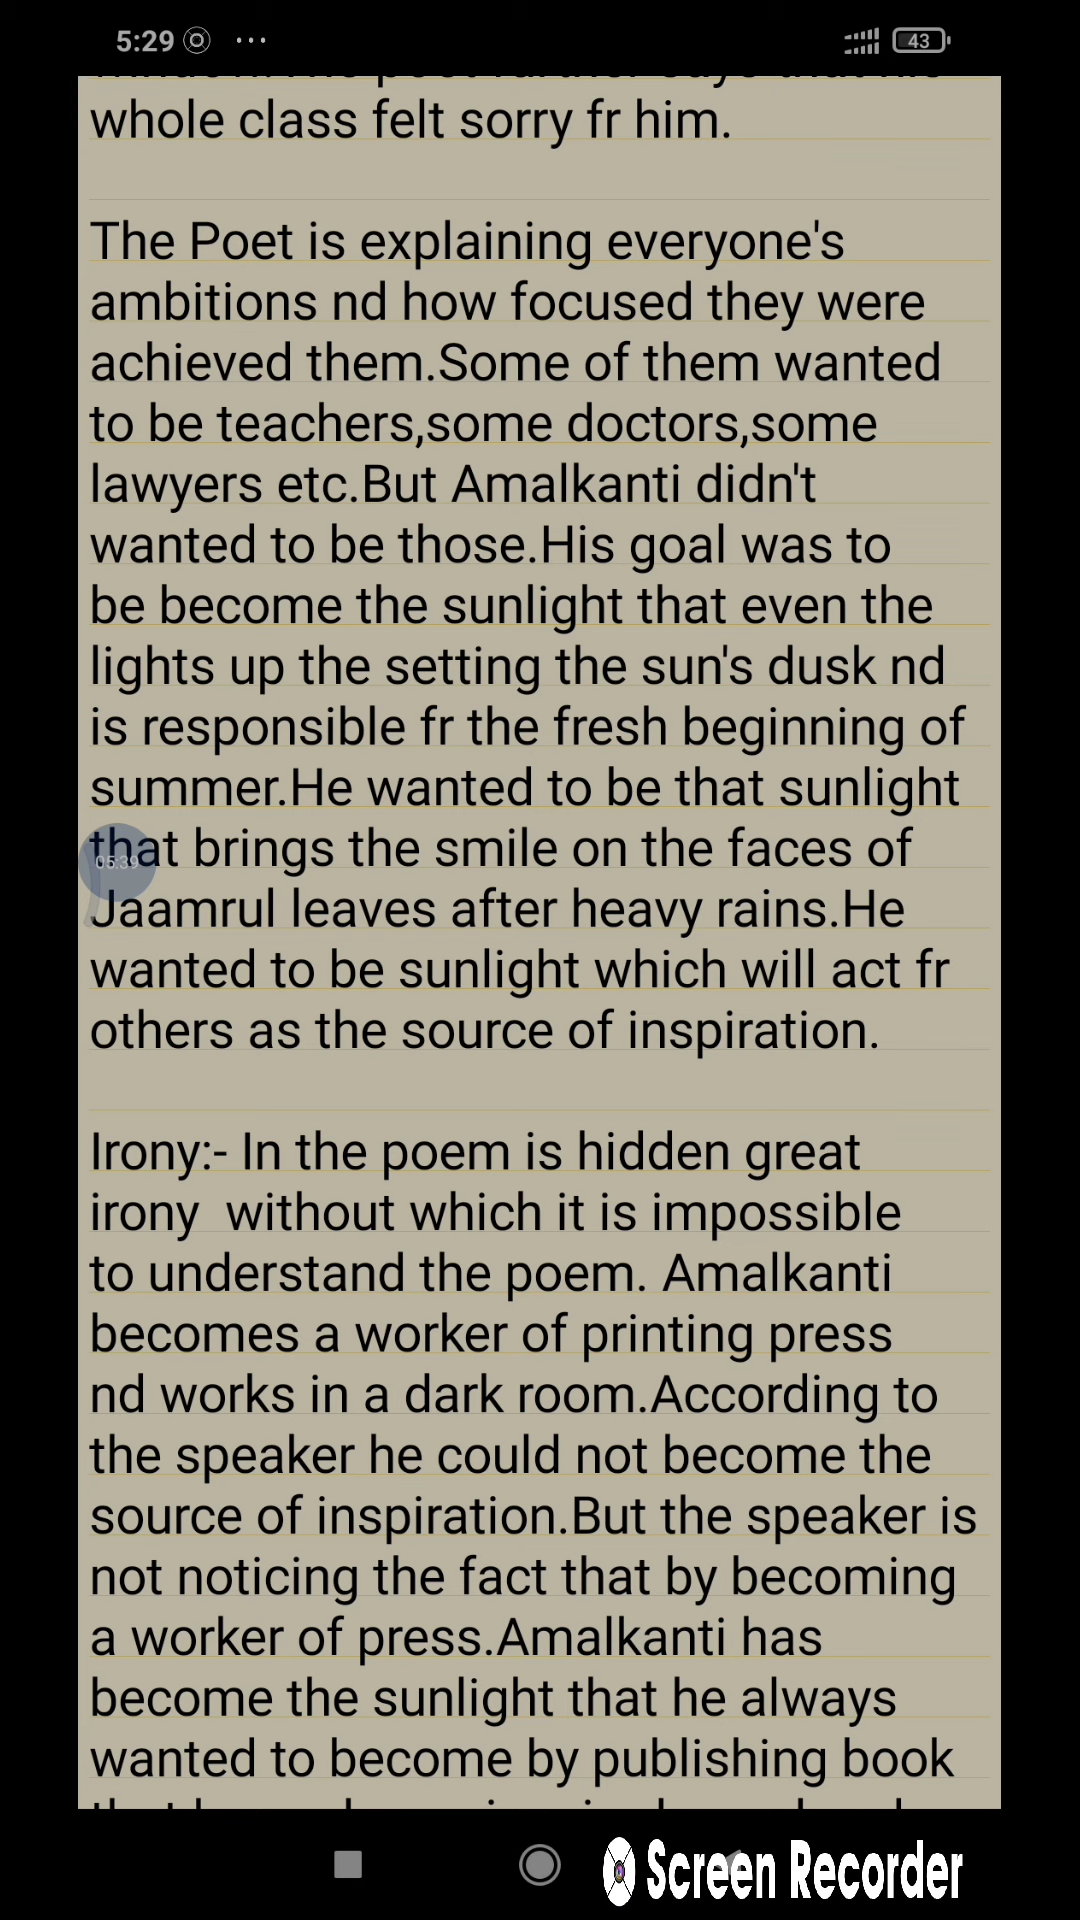 5:29
43
whole class felt sorry fr him.
The Poet is explaining everyone's
ambitions nd how focused they were
achieved them.Some of them wanted
to be teachers,some doctors,some
lawyers etc.But Amalkanti didn't
wanted to be those.His goal was to
be become the sunlight that even the
lights up the setting the sun's dusk nd
is responsible fr the fresh beginning of
summer.He wanted to be that sunlight
that brings the smile on the faces of
05:39
Jaamrul leaves after heavy rains.He
wanted to be sunlight which will act fr
others as the source of inspiration.
Irony:- In the poem is hidden great
irony  without which it is impossible
to understand the poem. Amalkanti
becomes a worker of printing press
nd works in a dark room.According to
the speaker he could not become the
source of inspiration.But the speaker is
not noticing the fact that by becoming
a worker of press.Amalkanti has
become the sunlight that he always
wanted to become by publishing book
Screen Recorder